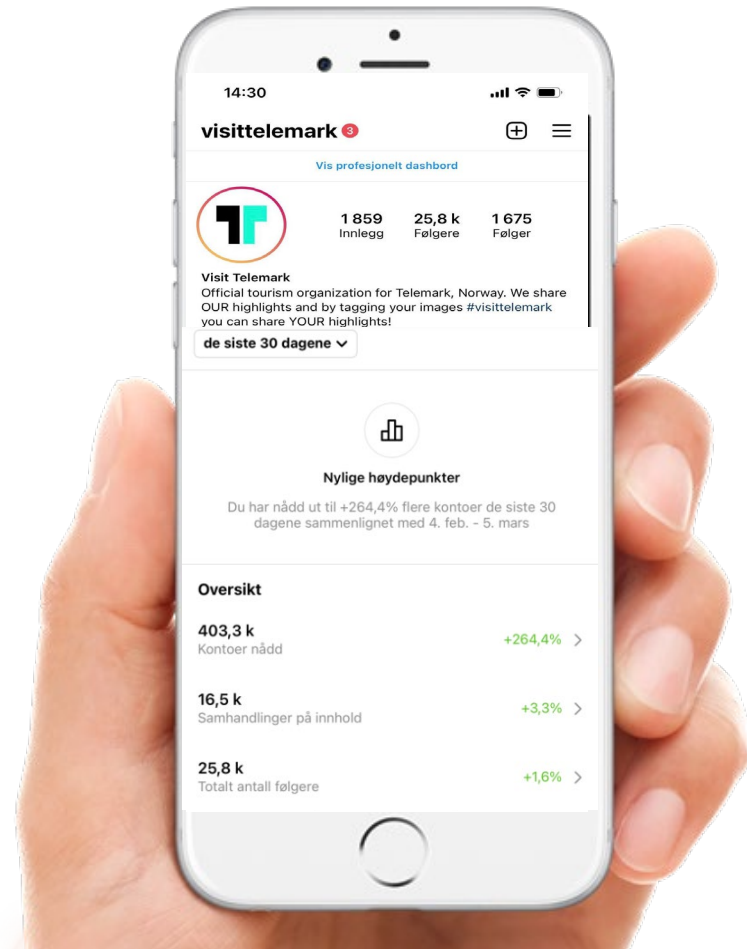 14:30
visittelemark 3
Vis profesjonelt dashbord
1 859 25,8 k 1 675
Innlegg Følgere Følger
Visit Telemark
Official tourism organization for Telemark, Norway. We share
OUR highlights and by tagging your images #visittelemark
you can share YOUR highlights!
de siste 30 dagene
Nylige høydepunkter
Du har nådd ut til +264,4% flere kontoer de siste 30
dagene sammenlignet med 4. feb. - 5. mars
Oversikt
403,3 k
Kontoer nådd
+264,4%
16,5 k
Samhandlinger på innhold
+3,3%
25,8 k
Totalt antall følgere
+1,6%